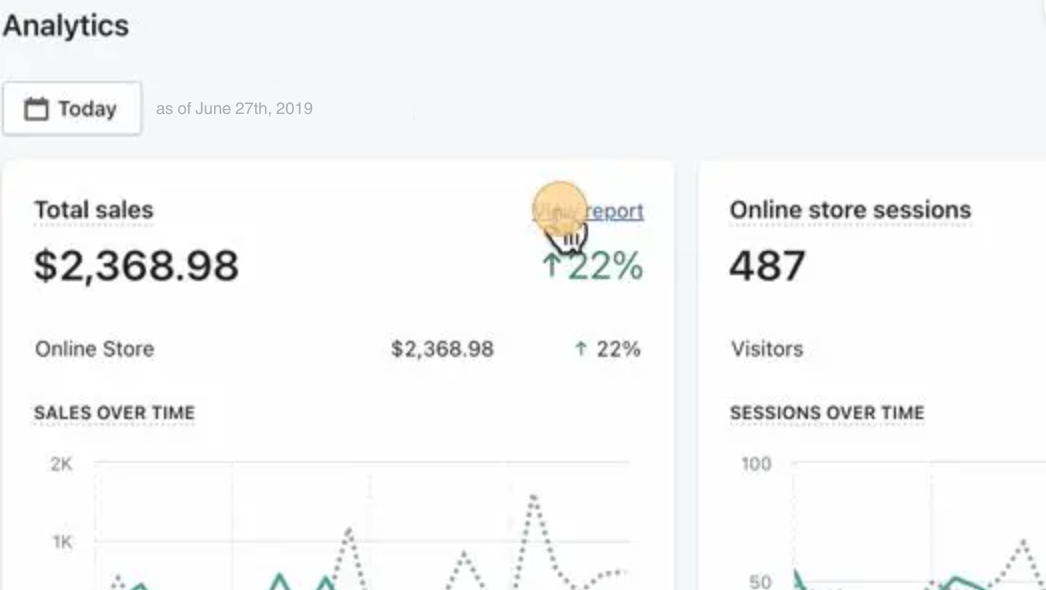 Analytics
Today as of June 27th, 2019
Total sales
View report
$2,368.98
↑ 22%
Online Store $2,368.98 ↑ 22%
SALES OVER TIME
2K
1K
Online store sessions
487
Visitors
SESSIONS OVER TIME
100
50